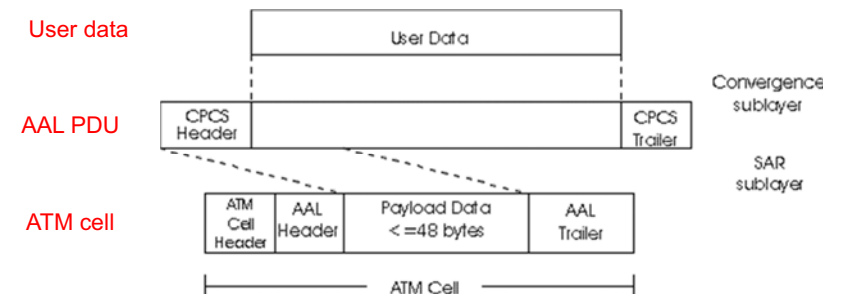 User data
User Data
Convergence
sublayer
AAL PDU
CPCS
Header
CPCS
Trailer
SAR
sublayer
ATM cell
ATM
Cell
Header
AAL
Header
Payload Data
<=48 bytes
AAL
Trailer
ATM Cell